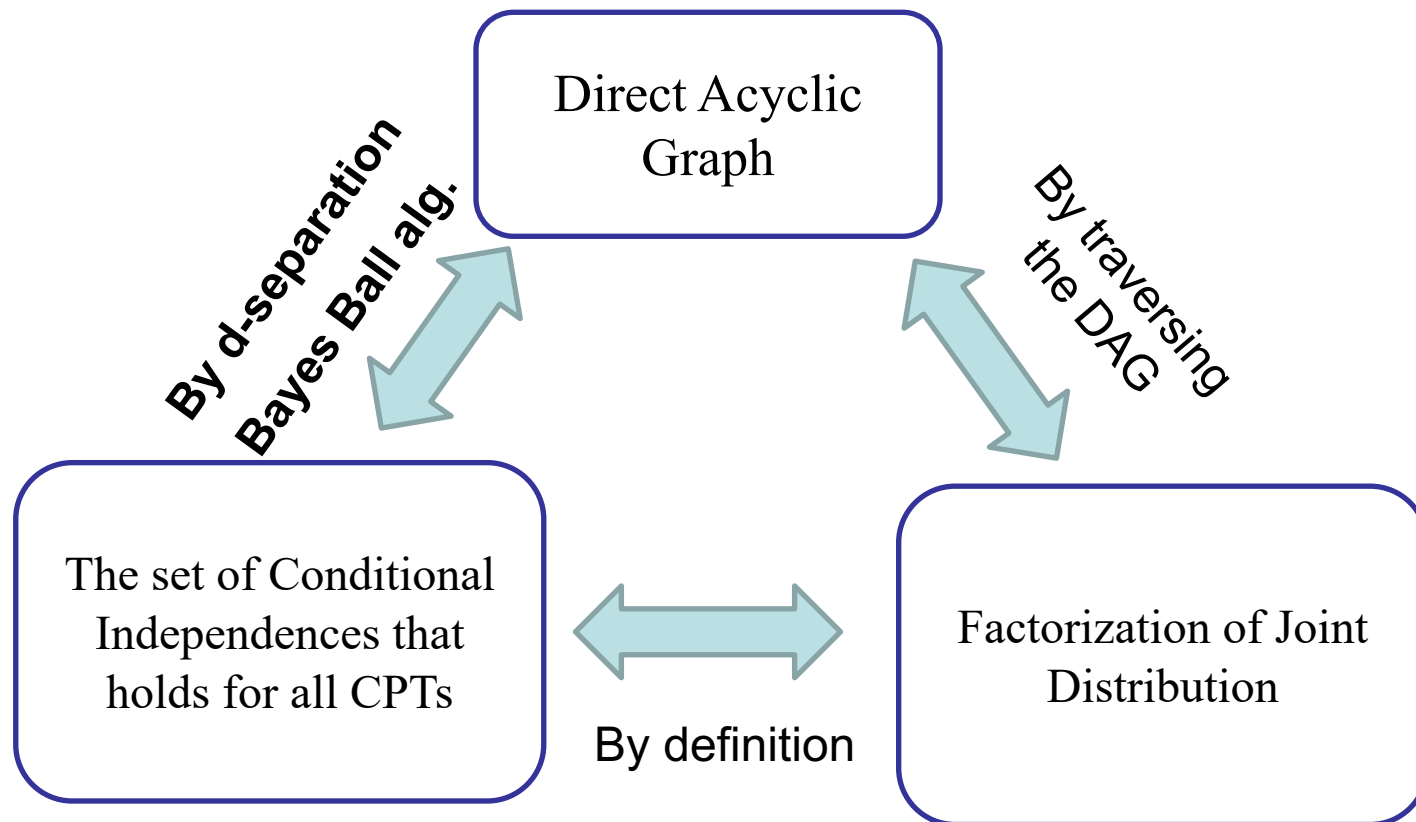 Direct Acyclic
Graph
By d-separation
Bayes Ball alg.
By traversing
the DAG
The set of Conditional
Independences that
holds for all CPTs
Factorization of Joint
Distribution
By definition